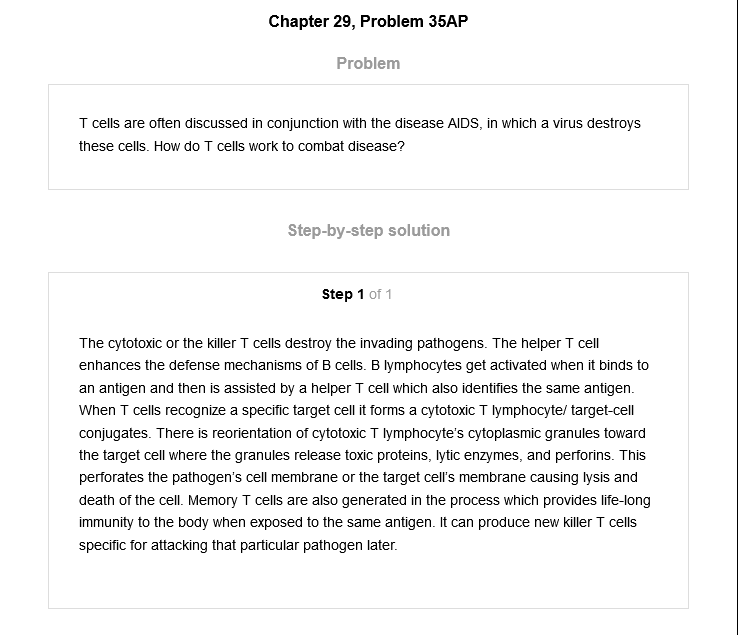 Chapter 29, Problem 35AP
Problem
T cells are often discussed in conjunction with the disease AIDS, in which a virus destroys
these cells. How do T cells work to combat disease?
Step-by-step solution
Step 1 of 1
The cytotoxic or the killer T cells destroy the invading pathogens. The helper T cell
enhances the defense mechanisms of B cells. B lymphocytes get activated when it binds to
an antigen and then is assisted by a helper T cell which also identifies the same antigen.
When T cells recognize a specific target cell it forms a cytotoxic T lymphocyte/ target-cell
conjugates. There is reorientation of cytotoxic T lymphocyte's cytoplasmic granules toward
the target cell where the granules release toxic proteins, lytic enzymes, and perforins. This
perforates the pathogen's cell membrane or the target cell's membrane causing lysis and
death of the cell. Memory T cells are also generated in the process which provides life-long
immunity to the body when exposed to the same antigen. It can produce new killer T cells
specific for attacking that particular pathogen later.